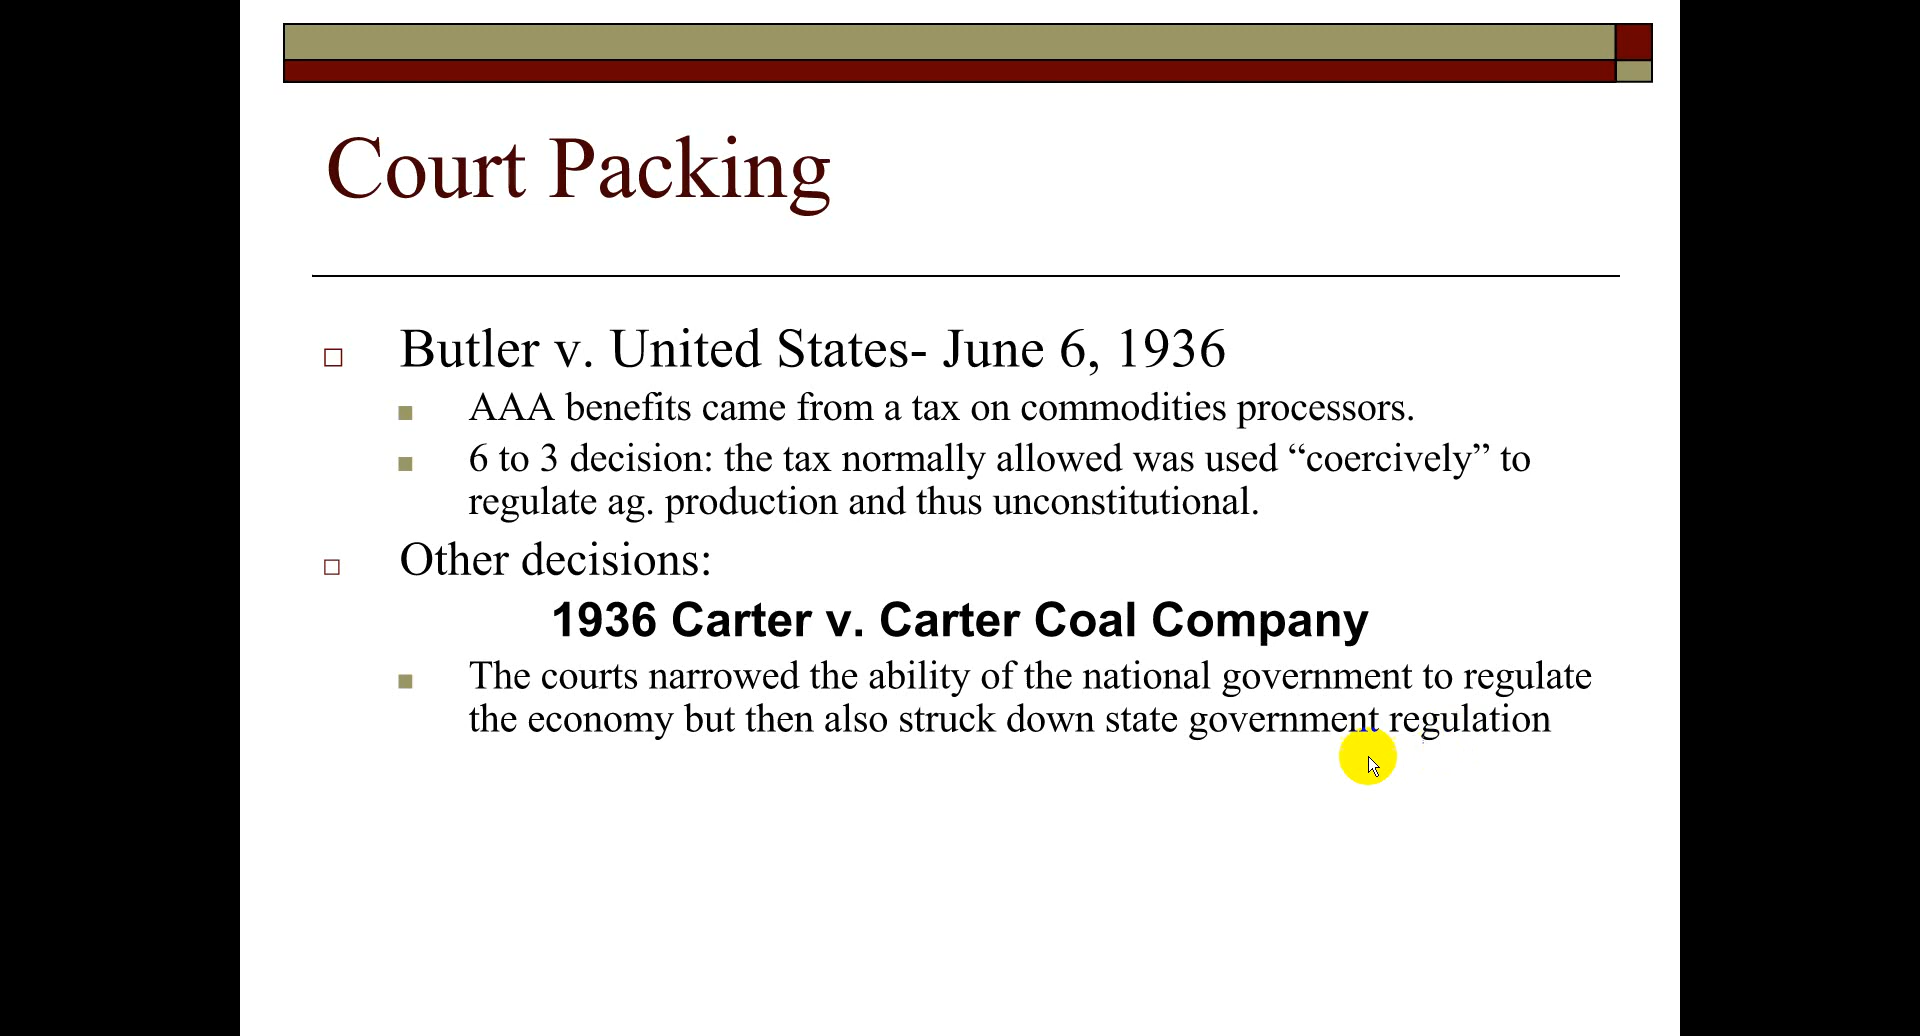 Court Packing
Butler v. United States- June 6, 1936
AAA benefits came from a tax on commodities processors.
6 to 3 decision: the tax normally allowed was used “coercively” to
regulate ag. production and thus unconstitutional.
Other decisions:
1936 Carter v. Carter Coal Company
The courts narrowed the ability of the national government to regulate
the economy but then also struck down state government regulation